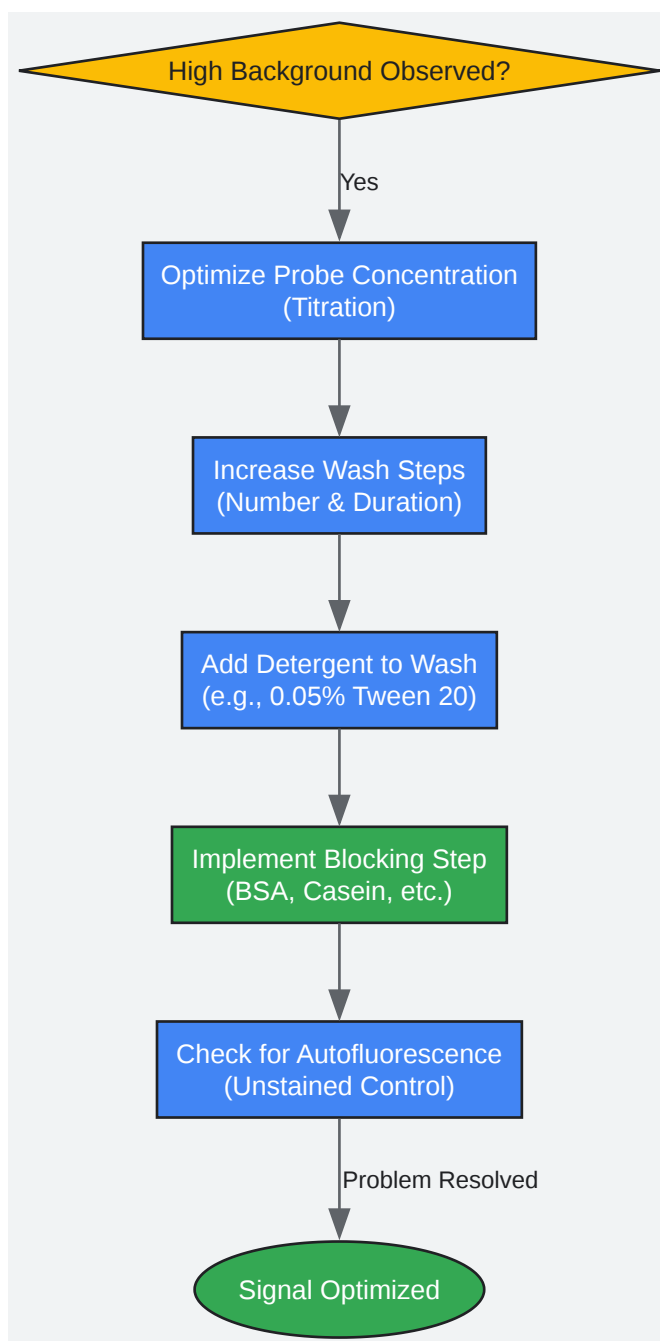 High Background Observed?
Yes
Optimize Probe Concentration
(Titration)
Increase Wash Steps
(Number & Duration)
Add Detergent to Wash
(e.g., 0.05% Tween 20)
Implement Blocking Step
(BSA, Casein, etc.)
Check for Autofluorescence
(Unstained Control)
Problem Resolved
Signal Optimized